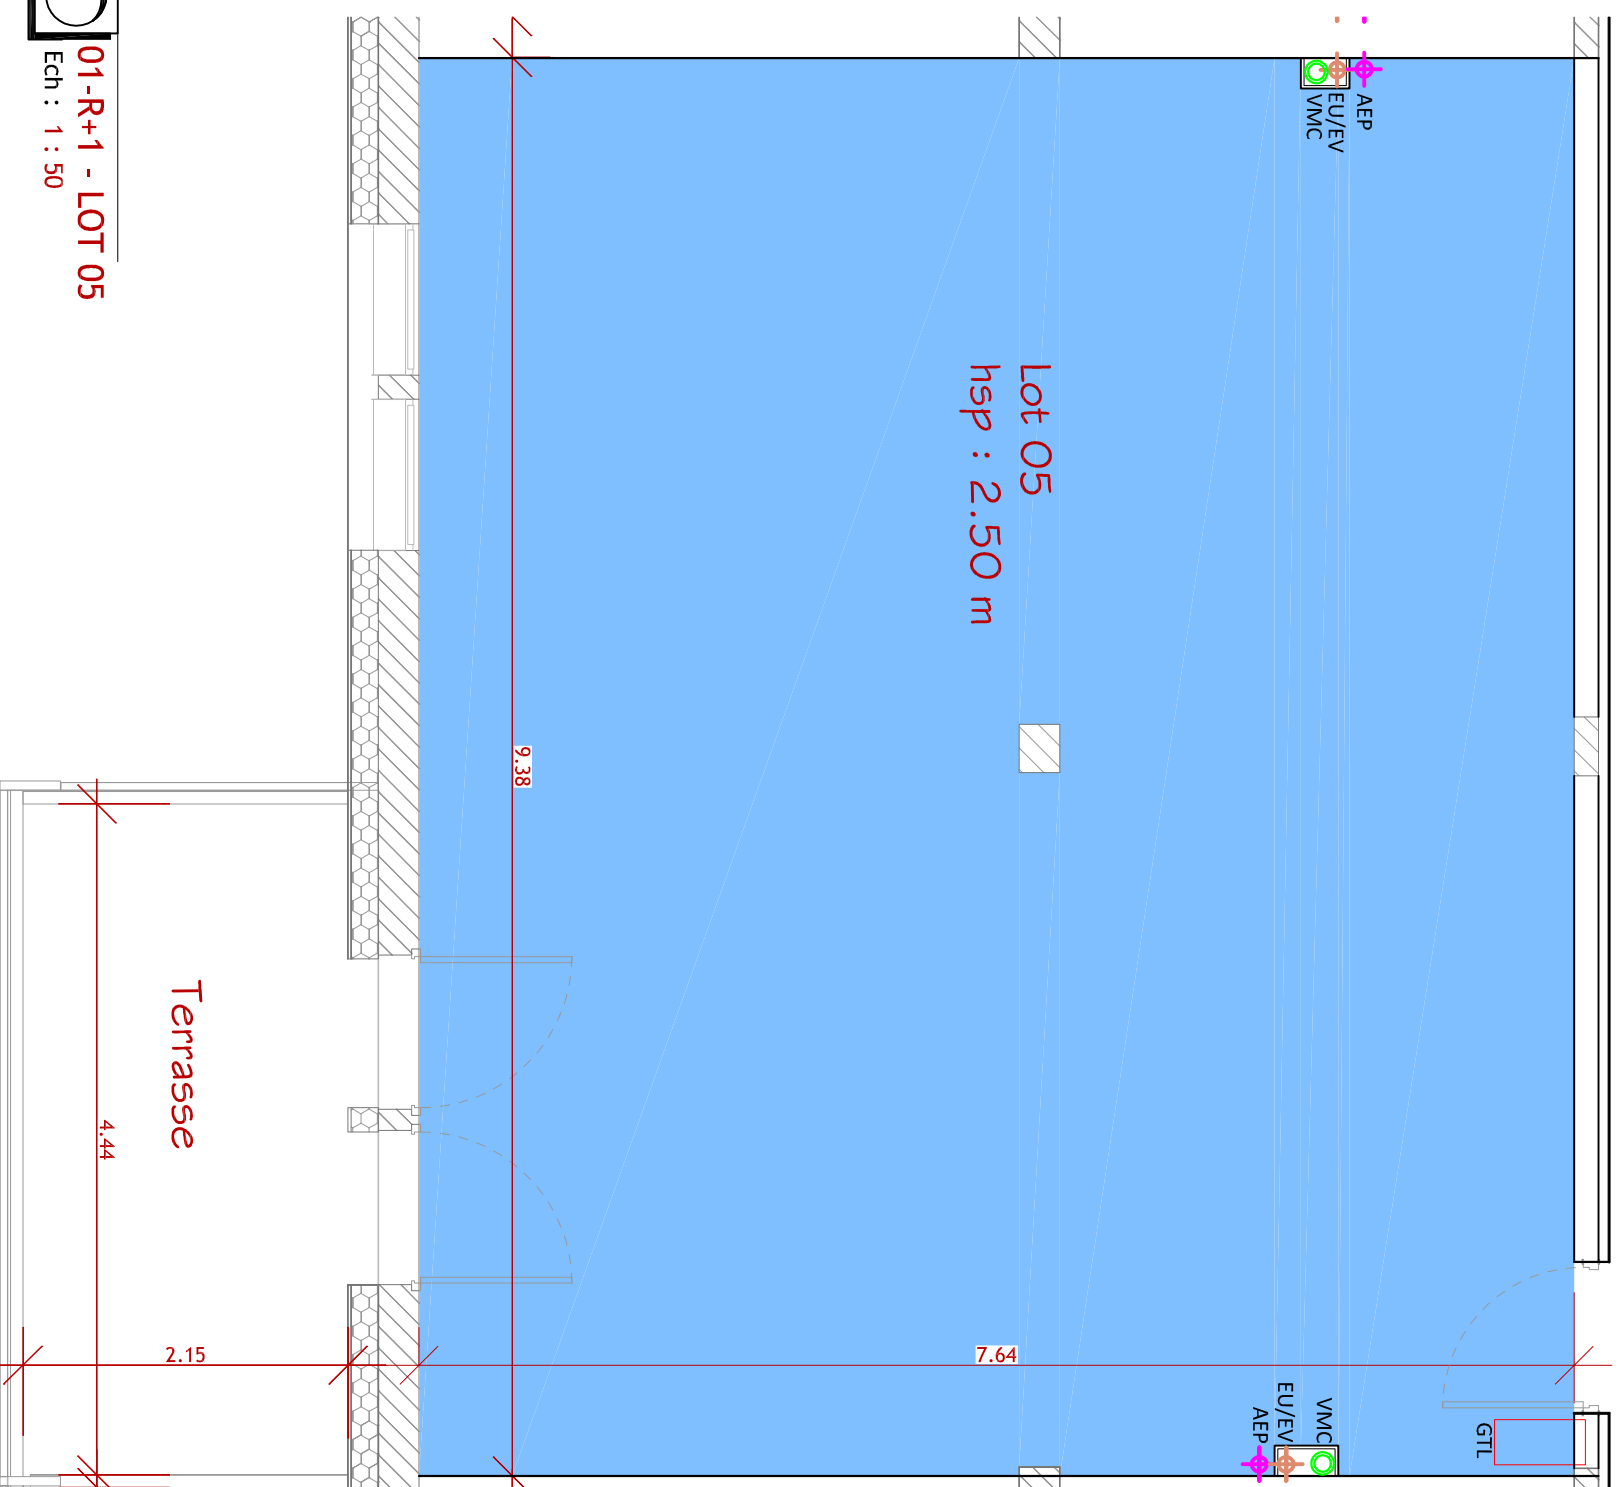 01-R+1 - LOT 05
Ech : 1 : 50
AEP
EU/EV
VMC
Lot 05
hsp : 2.50 m
9.38
Terrasse
4.44
2.15
7.64
VMC
EU/EV
AEP
GTL